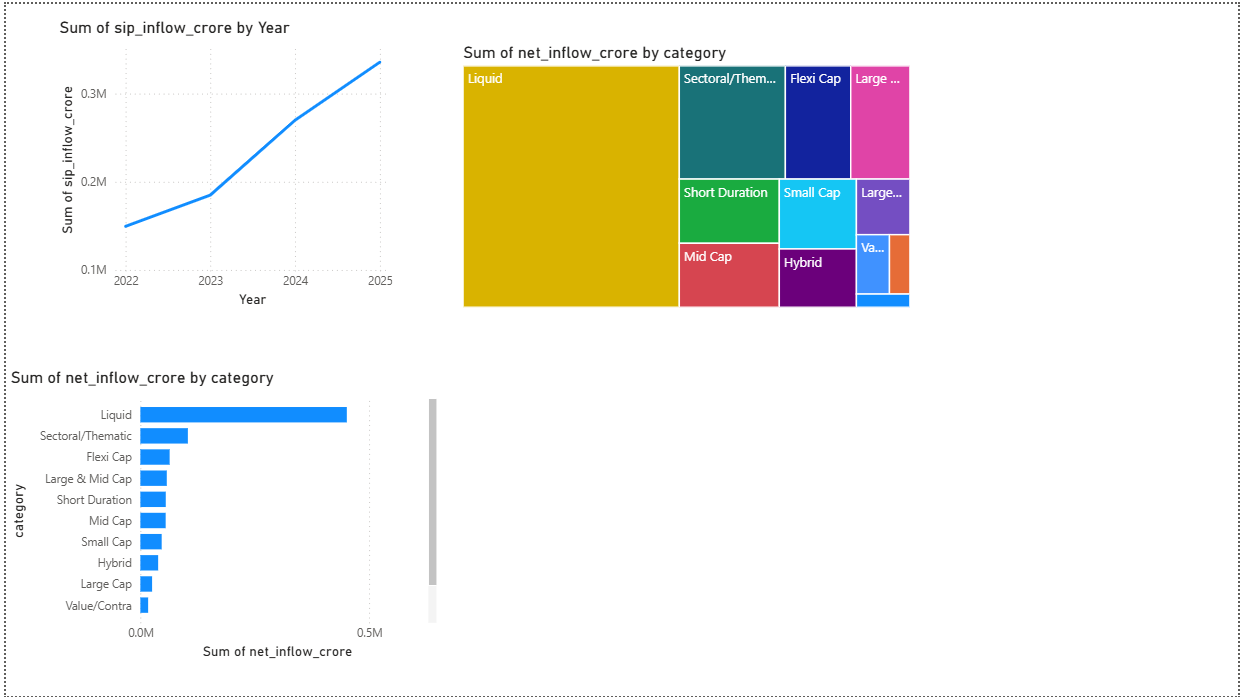 Sum of sip_inflow_crore by Year
Sum of sip_inflow_crore
0.3M
0.2M
0.1M
2022 2023 2024 2025
Year
Sum of net_inflow_crore by category
Liquid
Sectoral/Them...
Flexi Cap
Large ...
Short Duration
Small Cap
Large...
Mid Cap
Hybrid
Va...
Sum of net_inflow_crore by category
category
Liquid
Sectoral/Thematic
Flexi Cap
Large & Mid Cap
Short Duration
Mid Cap
Small Cap
Hybrid
Large Cap
Value/Contra
0.0M 0.5M
Sum of net_inflow_crore